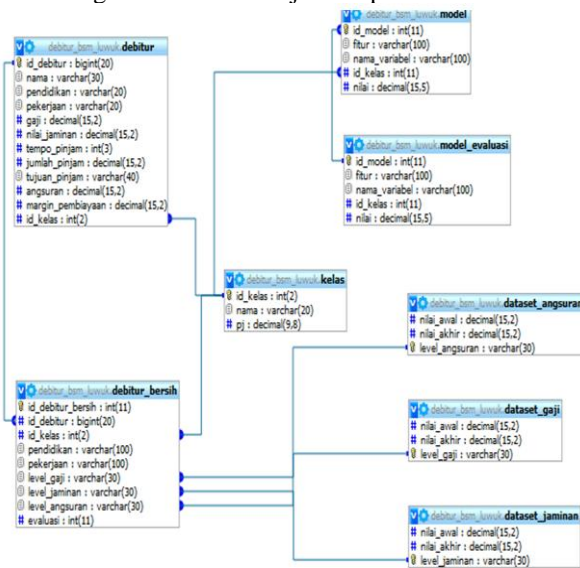 debitur_bsm_luwuk.debitur
id_debitur : bigint(20)
nama : varchar(30)
pendidikan : varchar(20)
pekerjaan : varchar(20)
# gaji : decimal(15,2)
# nilai_jaminan : decimal(15,2)
# tempo_pinjam : int(3)
# jumlah_pinjam : decimal(15,2)
tujuan_pinjam : varchar(40)
# angsuran : decimal(15,2)
# margin_pembiayaan : decimal(15,2)
# id_kelas : int(2)
debitur_bsm_luwuk.model
id_model : int(11)
fitur : varchar(100)
nama_variabel : varchar(100)
# id_kelas : int(11)
# nilai : decimal(15,5)
debitur_bsm_luwuk.model_evaluasi
id_model : int(11)
fitur : varchar(100)
nama_variabel : varchar(100)
# id_kelas : int(11)
# nilai : decimal(15,5)
debitur_bsm_luwuk.kelas
id_kelas : int(2)
nama : varchar(20)
# pj : decimal(9,8)
debitur_bsm_luwuk.debitur_bersih
id_debitur_bersih : int(11)
# id_debitur : bigint(20)
# id_kelas : int(2)
pendidikan : varchar(100)
pekerjaan : varchar(100)
level_gaji : varchar(30)
level_jaminan : varchar(30)
level_angsuran : varchar(30)
# evaluasi : int(11)
debitur_bsm_luwuk.dataset_angsuran
# nilai_awal : decimal(15,2)
# nilai_akhir : decimal(15,2)
level_angsuran : varchar(30)
debitur_bsm_luwuk.dataset_gaji
# nilai_awal : decimal(15,2)
# nilai_akhir : decimal(15,2)
level_gaji : varchar(30)
debitur_bsm_luwuk.dataset_jaminan
# nilai_awal : decimal(15,2)
# nilai_akhir : decimal(15,2)
level_jaminan : varchar(30)